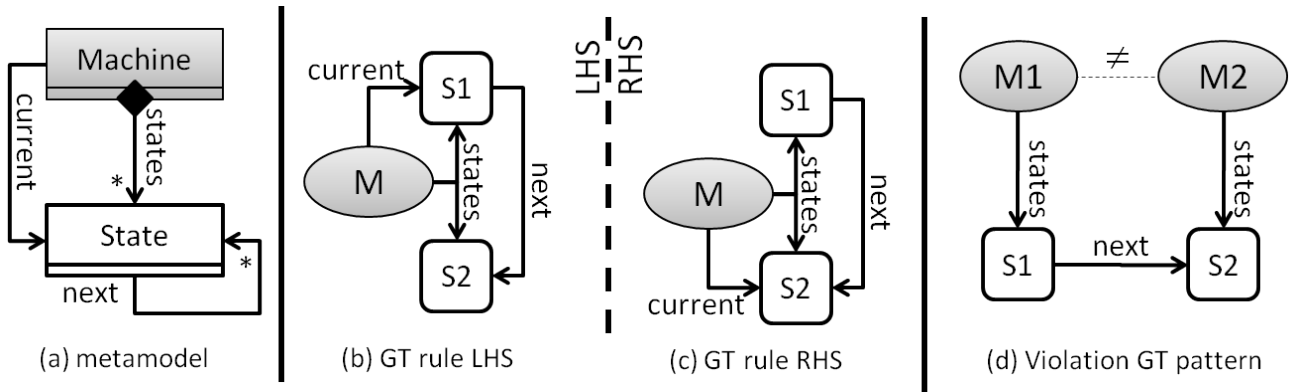 Machine
current
states
*
State
*
next
(a) metamodel
current
S1
M
states
next
S2
(b) GT rule LHS
LHS
RHS
S1
M
states
next
S2
current
(c) GT rule RHS
M1
≠
M2
states
states
S1
next
S2
(d) Violation GT pattern